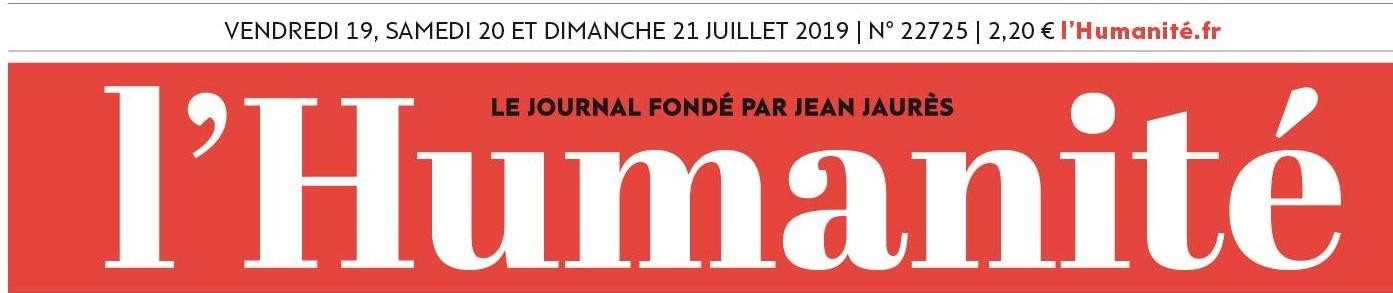 VENDREDI 19, SAMEDI 20 ET DIMANCHE 21 JUILLET 2019 | N° 22725 | 2,20 € l'Humanité.fr
LE JOURNAL FONDÉ PAR JEAN JAURÈS
l'Humanité